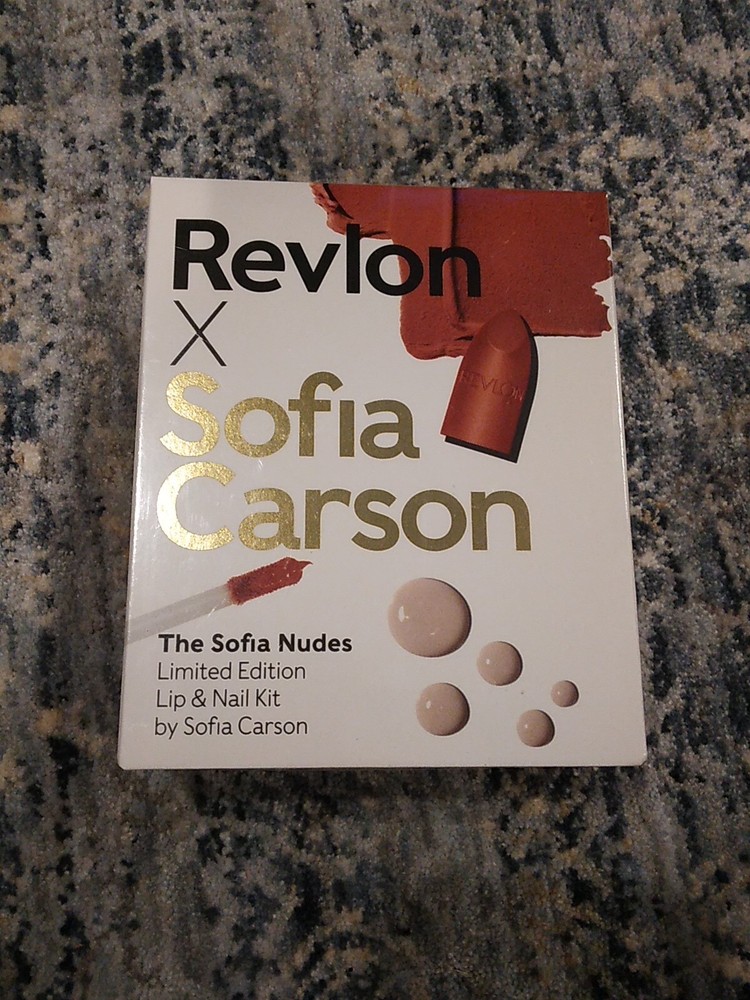 Revlon
X
Sofia
Carson
REVLON
The Sofia Nudes
Limited Edition
Lip & Nail Kit
by Sofia Carson